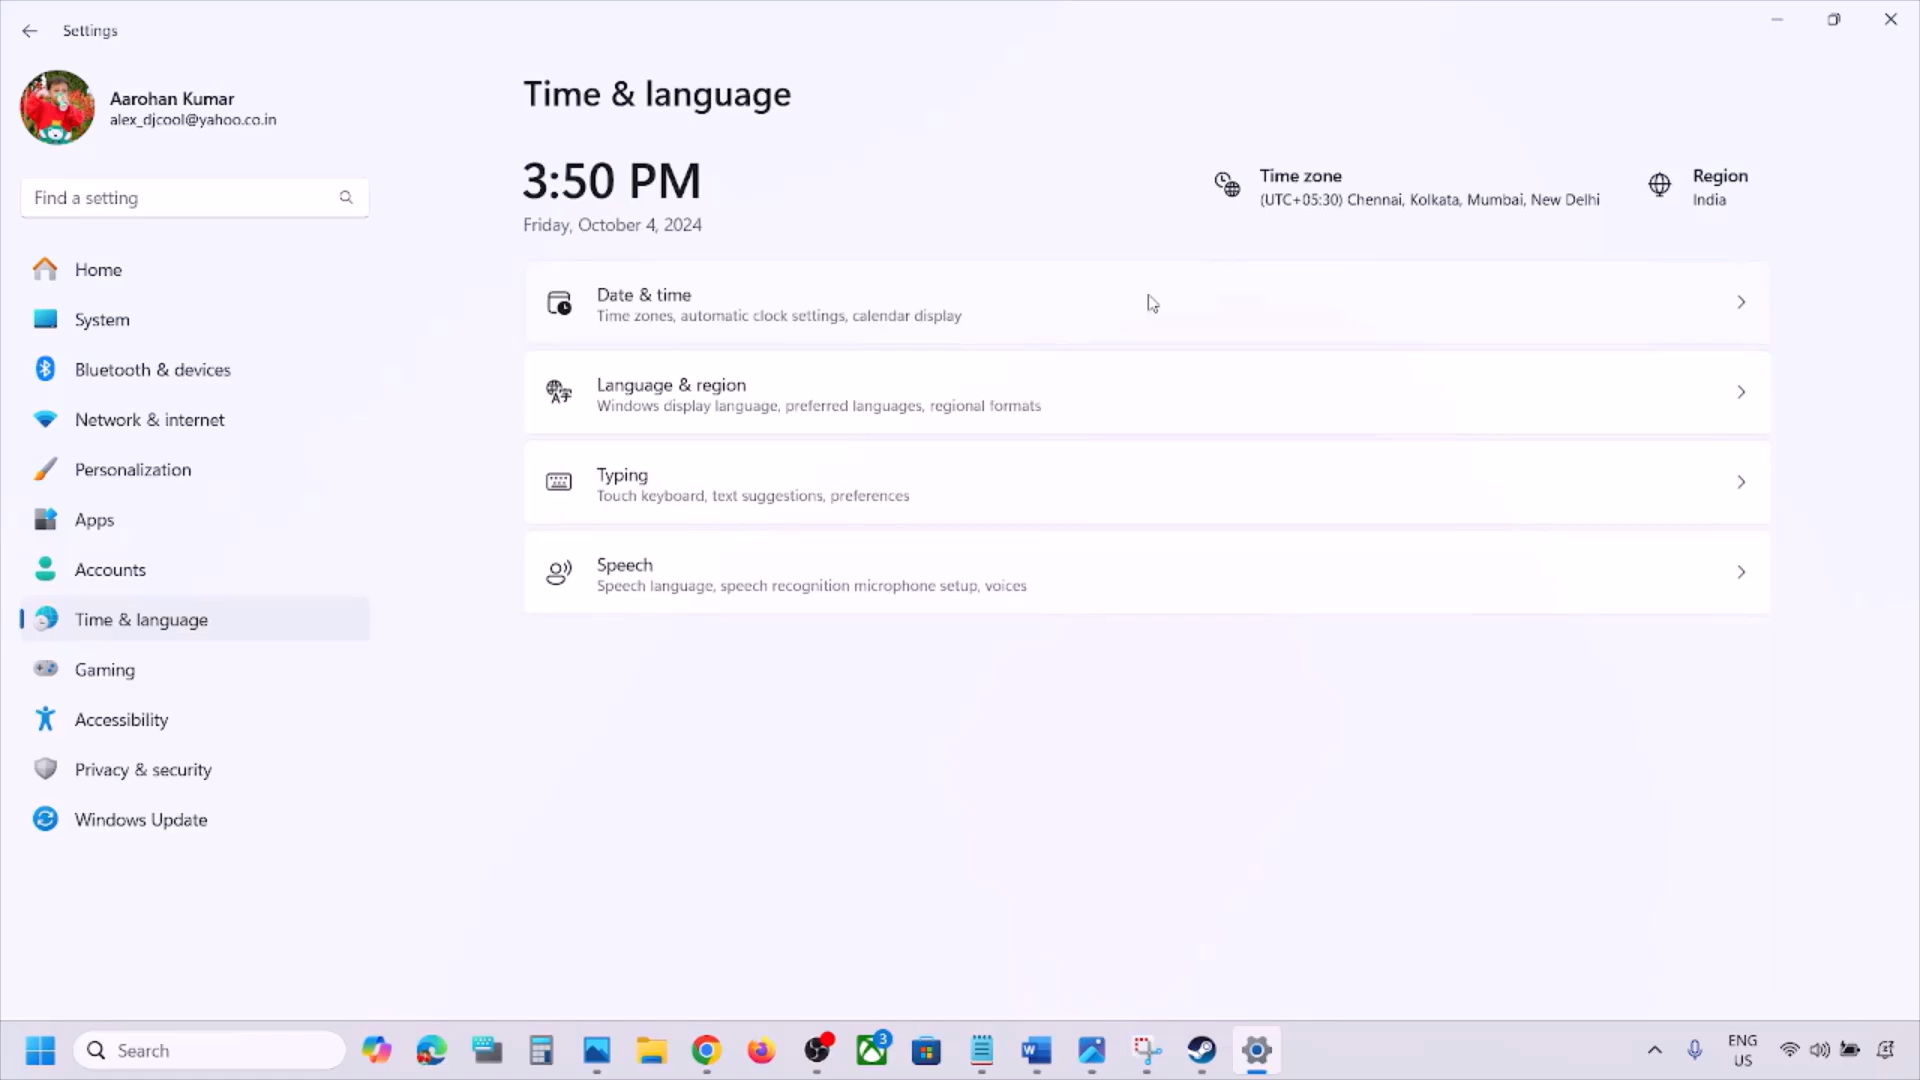 Settings
Aarohan Kumar
alex_djcool@yahoo.co.in
Find a setting
Home
System
Bluetooth & devices
Network & internet
Personalization
Apps
Accounts
Time & language
Gaming
Accessibility
Privacy & security
Windows Update
Time & language
3:50 PM
Friday, October 4, 2024
Time zone
(UTC+05:30) Chennai, Kolkata, Mumbai, New Delhi
Region
India
Date & time
Time zones, automatic clock settings, calendar display
Language & region
Windows display language, preferred languages, regional formats
Typing
Touch keyboard, text suggestions, preferences
Speech
Speech language, speech recognition microphone setup, voices
Search
3
ENG
US